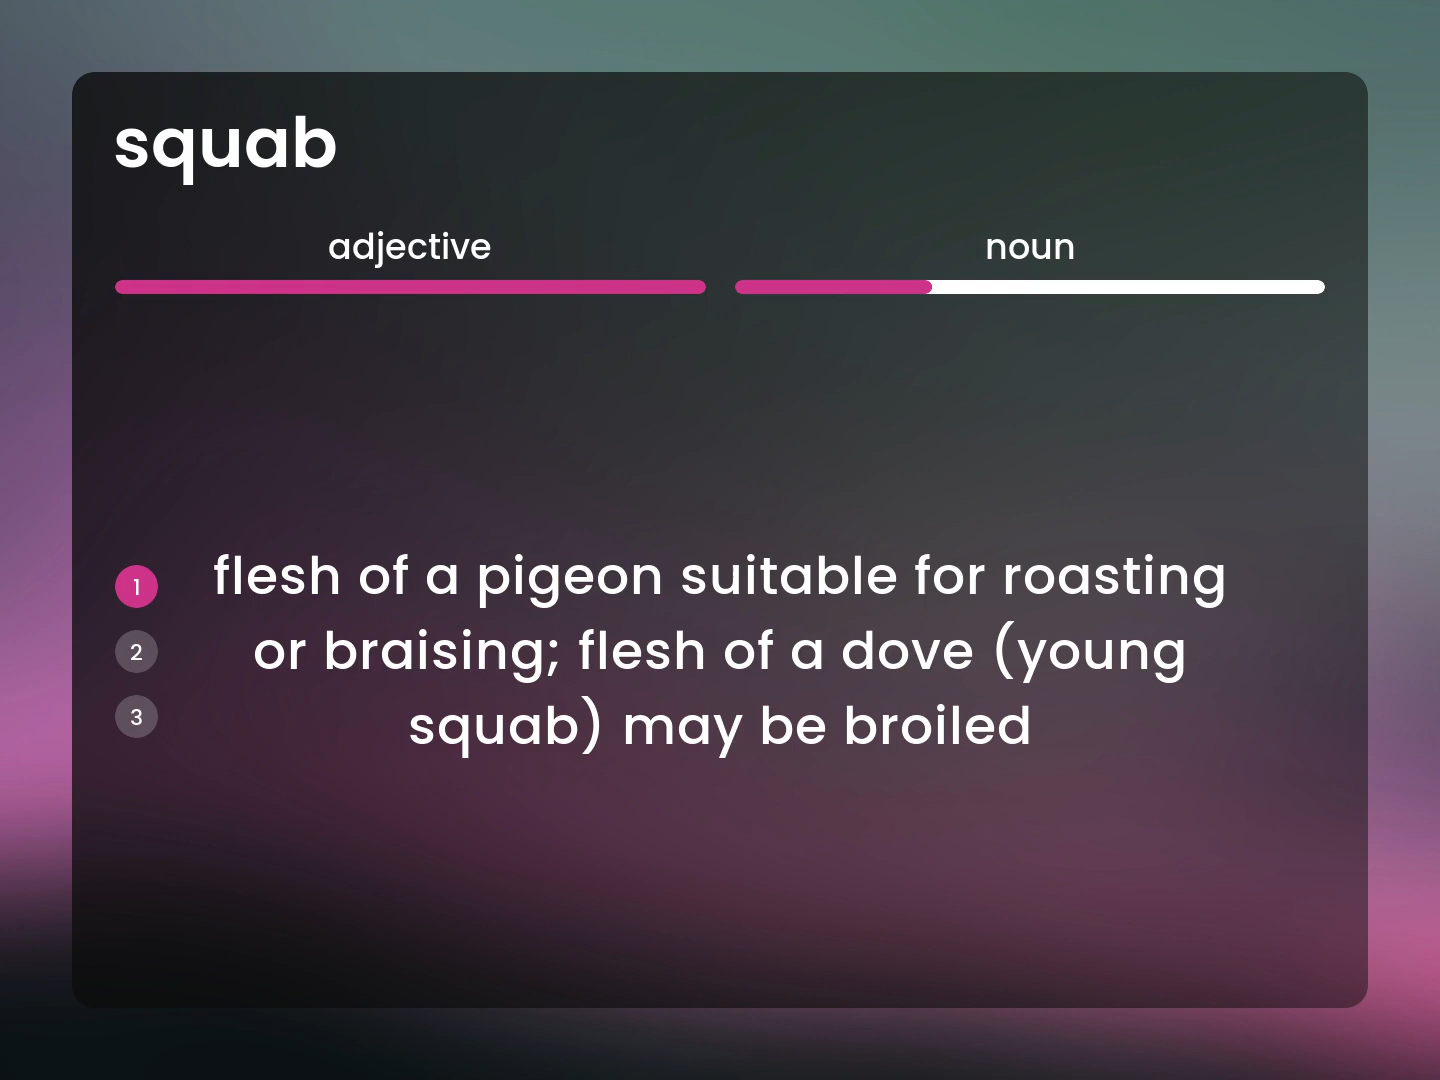 squab
adjective
noun
1
2
3
flesh of a pigeon suitable for roasting
or braising; flesh of a dove (young
squab) may be broiled